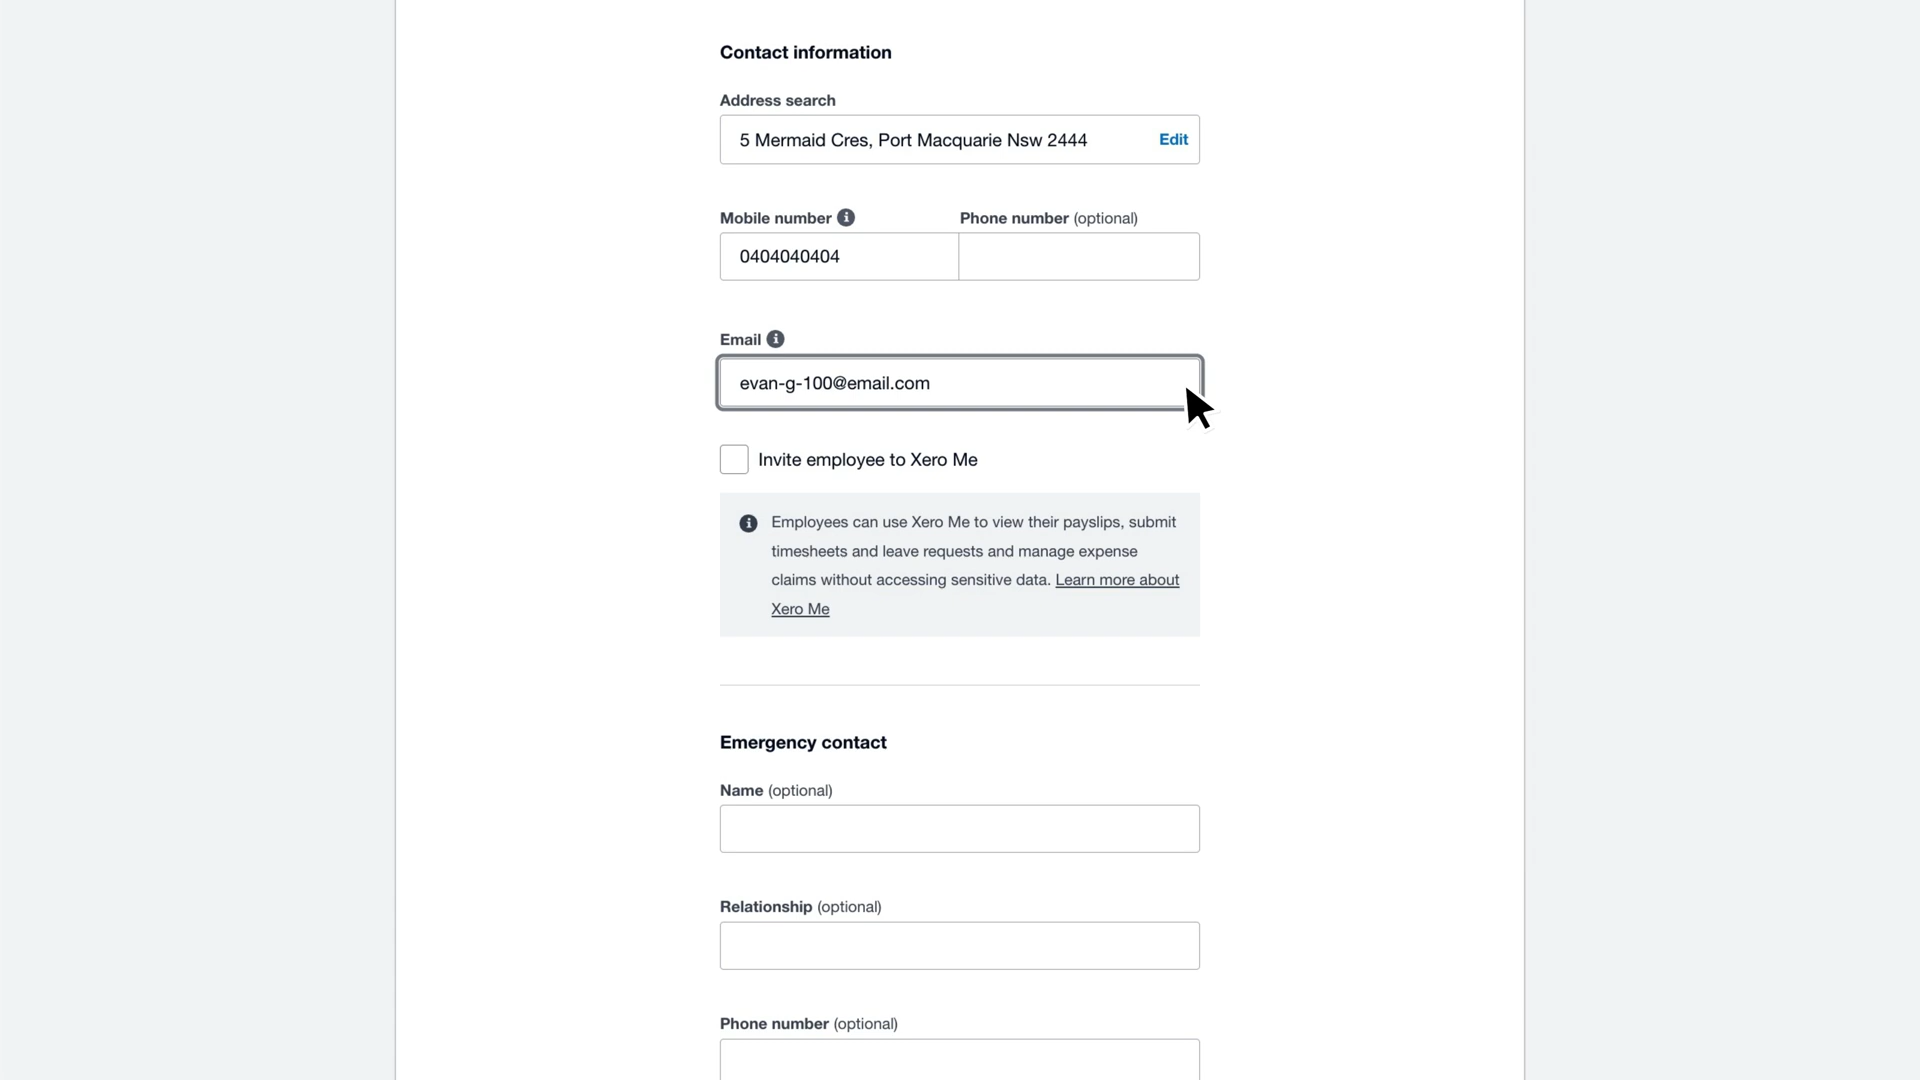 Contact information
Address search
5 Mermaid Cres, Port Macquarie Nsw 2444 Edit
Mobile number Phone number (optional)
0404040404
Email
evan-g-100@email.com
Invite employee to Xero Me
Employees can use Xero Me to view their payslips, submit
timesheets and leave requests and manage expense
claims without accessing sensitive data. Learn more about
Xero Me
Emergency contact
Name (optional)
Relationship (optional)
Phone number (optional)